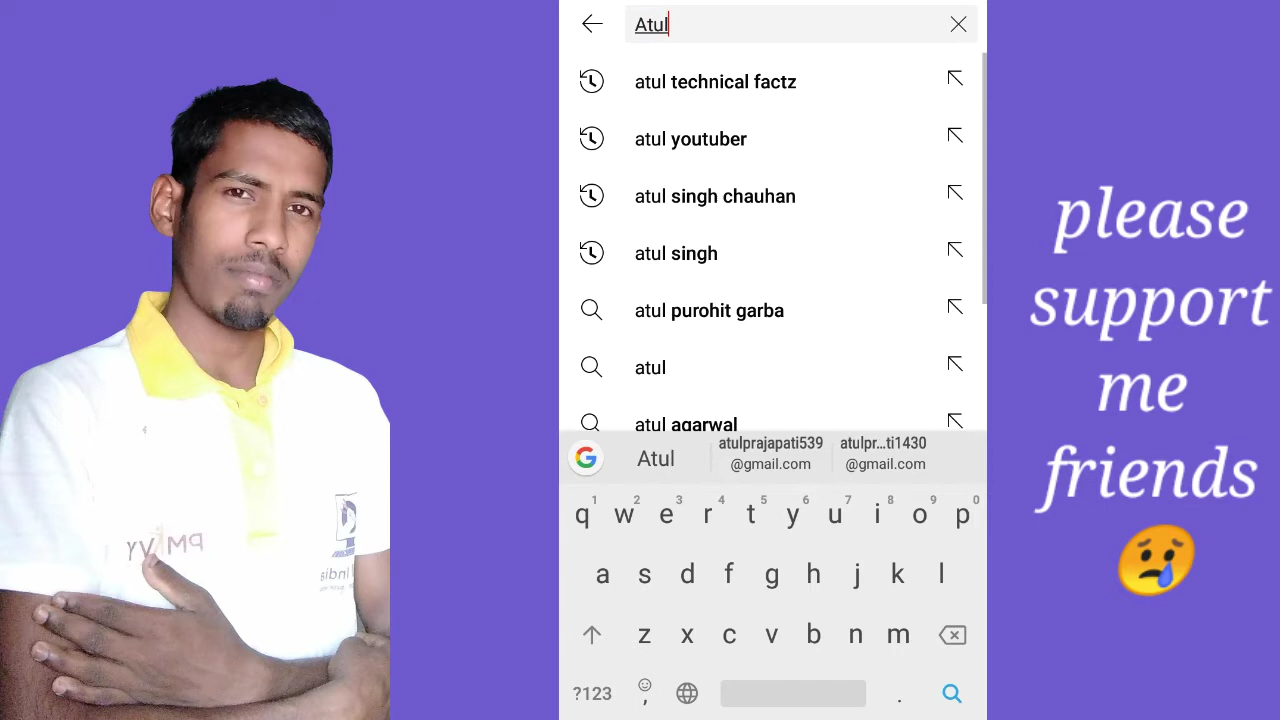 Atul
atul technical factz
atul youtuber
atul singh chauhan
atul singh
atul purohit garba
atul
atul agarwal
Atul
atulprajapati539
@gmail.com
atulpr...ti1430
@gmail.com
1 2 3 4 5 6 7 8 9 0
q w e r t y u i o p
a s d f g h j k l
z x c v b n m
?123 , .
please
support
me
friends
😢
PMKVY